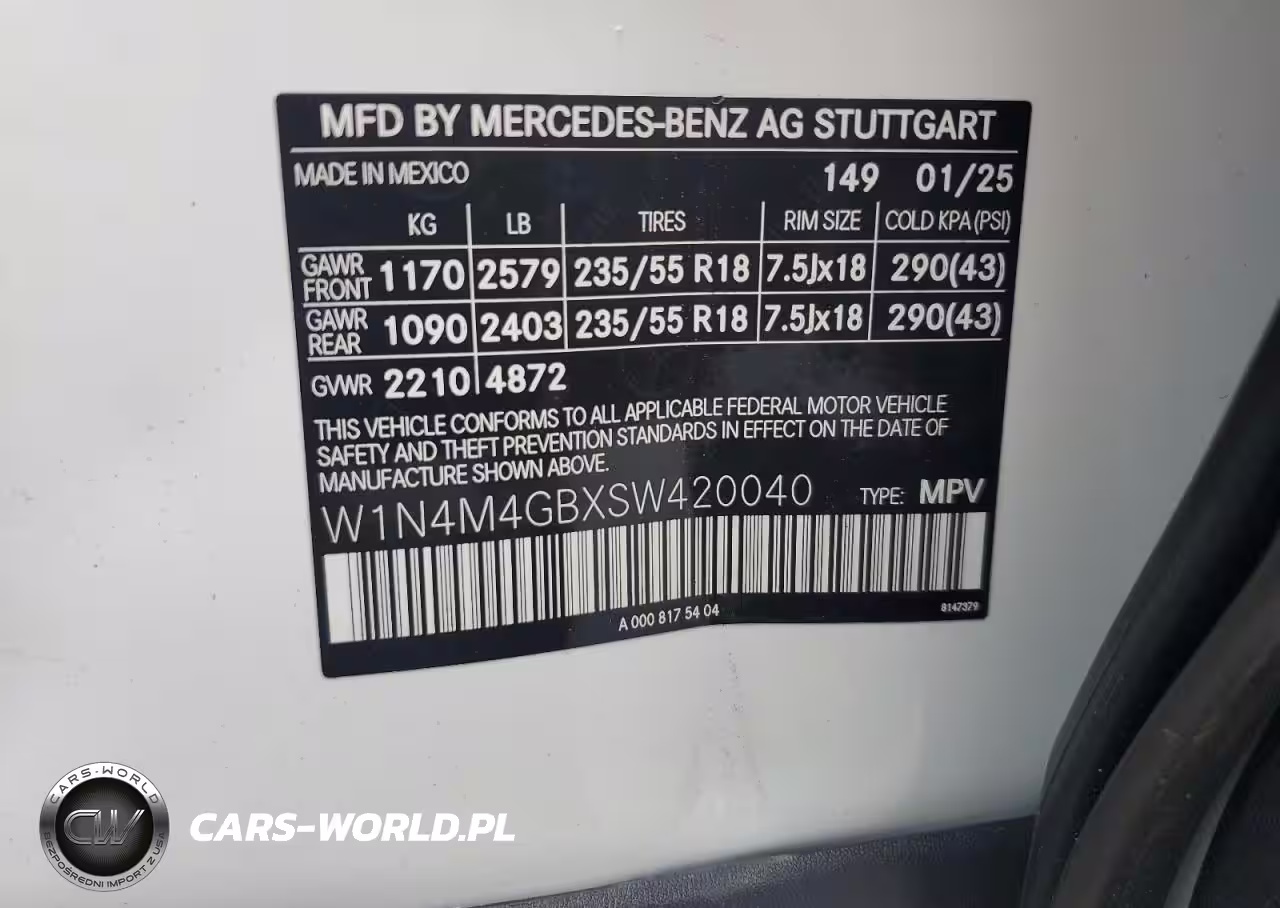 MFD BY MERCEDES-BENZ AG STUTTGART
MADE IN MEXICO 149 01/25
KG LB TIRES RIM SIZE COLD KPA (PSI)
GAWR FRONT 1170 2579 235/55 R18 7.5Jx18 290(43)
GAWR REAR 1090 2403 235/55 R18 7.5Jx18 290(43)
GVWR 2210 4872
THIS VEHICLE CONFORMS TO ALL APPLICABLE FEDERAL MOTOR VEHICLE
SAFETY AND THEFT PREVENTION STANDARDS IN EFFECT ON THE DATE OF
MANUFACTURE SHOWN ABOVE.
W1N4M4GBXSW420040 TYPE: MPV
A 000 817 54 04 8147379
CARS-WORLD
CW
BEZPOŚREDNI IMPORT Z USA
CARS-WORLD.PL